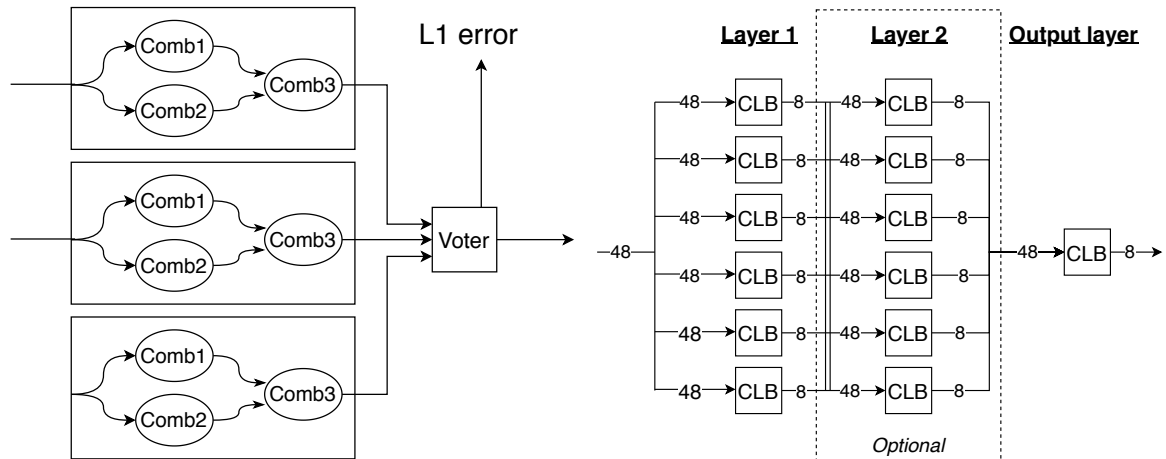 Comb1
Comb2
Comb3
Comb1
Comb2
Comb3
Comb1
Comb2
Comb3
L1 error
Voter
Layer 1 Layer 2 Output layer
48 CLB 8 48 CLB 8
48 CLB 8 48 CLB 8
48 CLB 8 48 CLB 8
48 48 CLB 8
48 CLB 8 48 CLB 8
48 CLB 8 48 CLB 8
48 CLB 8 48 CLB 8
Optional